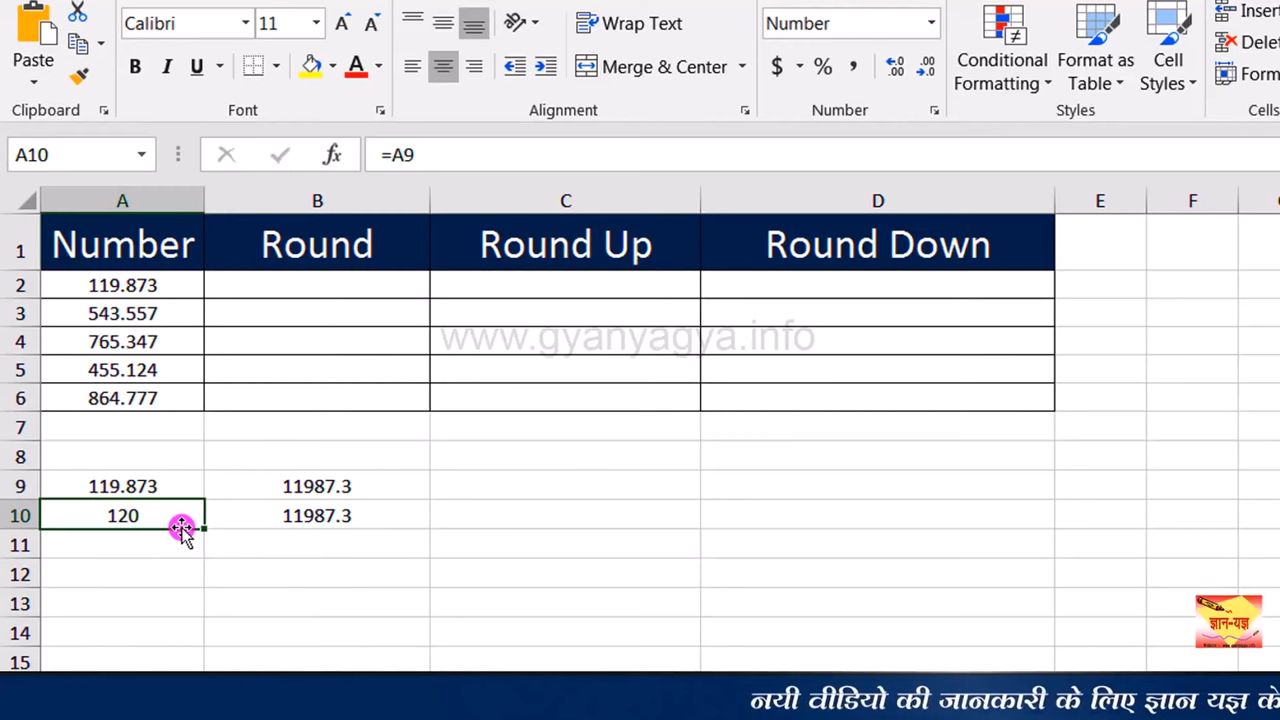 Calibri 11 Wrap Text Number Insert
Paste B I U Merge & Center $ % Conditional Formatting Format as Table Cell Styles
Clipboard Font Alignment Number Styles Cells
A10 fx =A9
A B C D E F
1 Number Round Round Up Round Down
2 119.873
3 543.557
4 765.347
www.gyanyagya.info
5 455.124
6 864.777
7
8
9 119.873 11987.3
10 120 11987.3
11
12
13
14
15
ज्ञान-यज्ञ
नयी वीडियो की जानकारी के लिए ज्ञान यज्ञ के